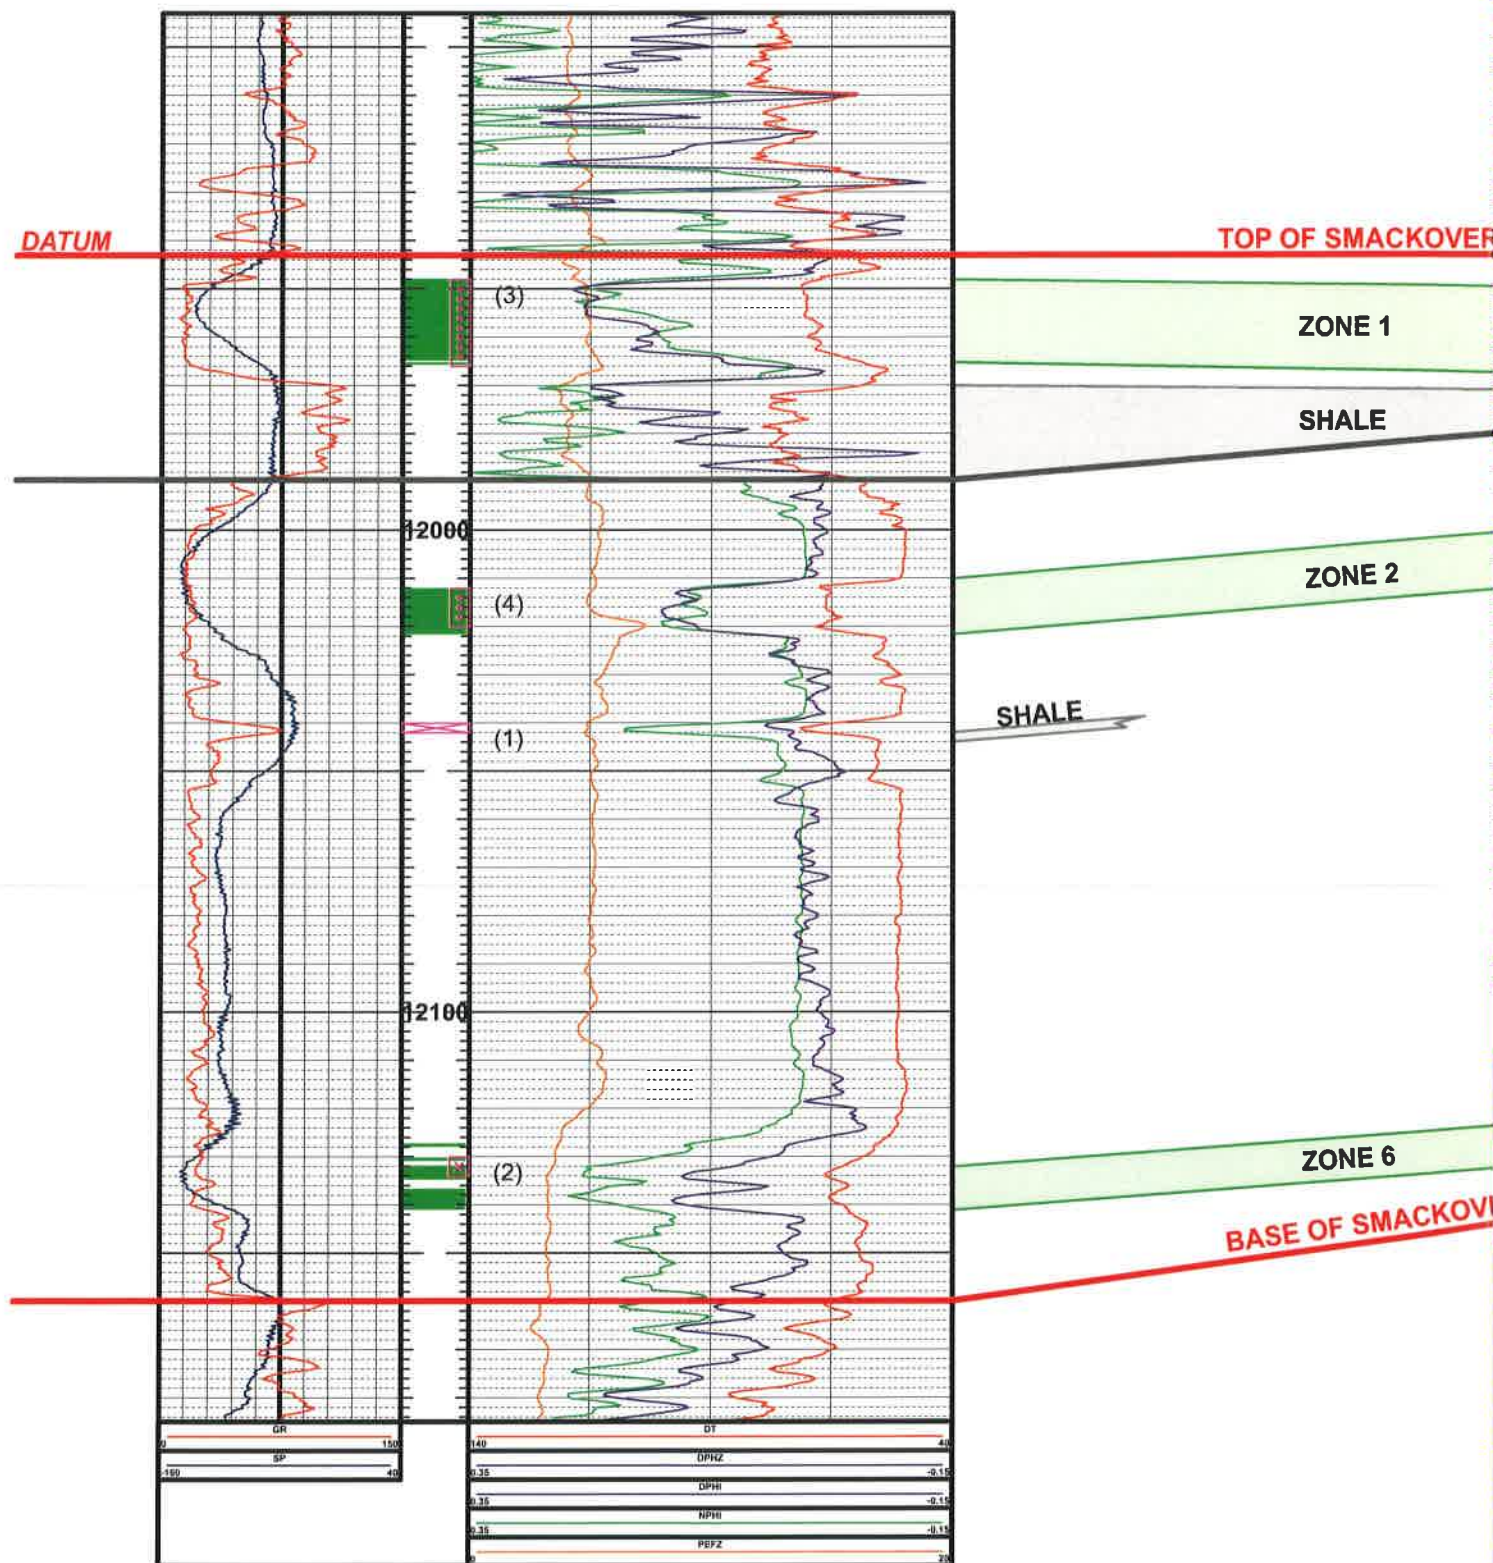 DATUM
TOP OF SMACKOVER
(3)
ZONE 1
SHALE
12000
ZONE 2
(4)
SHALE
(1)
12100
ZONE 6
(2)
BASE OF SMACKOV
GR
0 150
SP
-160 40
DT
140 40
DPHZ
0.35 -0.15
DPHI
0.35 -0.15
NPHI
0.35 -0.15
PEFZ
0 20